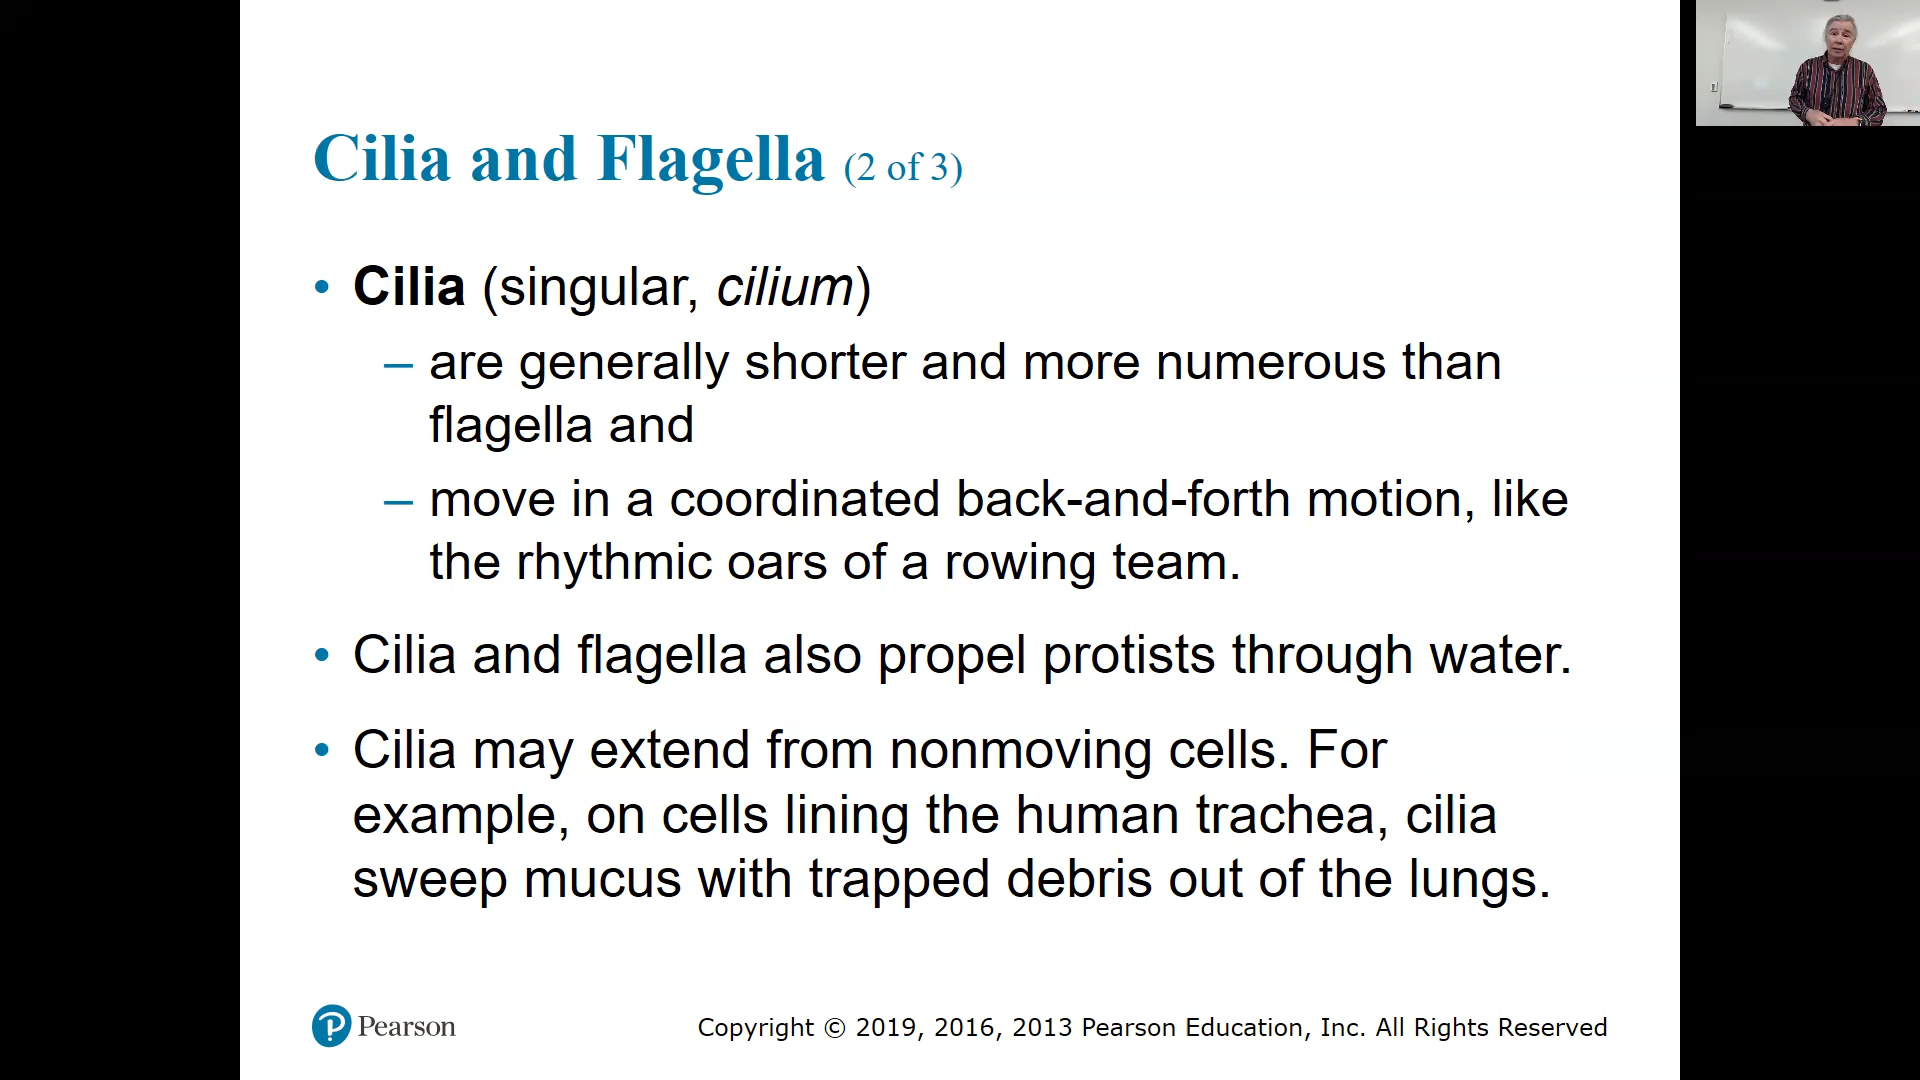 Cilia and Flagella (2 of 3)
• Cilia (singular, cilium)
– are generally shorter and more numerous than
flagella and
– move in a coordinated back-and-forth motion, like
the rhythmic oars of a rowing team.
• Cilia and flagella also propel protists through water.
• Cilia may extend from nonmoving cells. For
example, on cells lining the human trachea, cilia
sweep mucus with trapped debris out of the lungs.
Pearson
Copyright © 2019, 2016, 2013 Pearson Education, Inc. All Rights Reserved